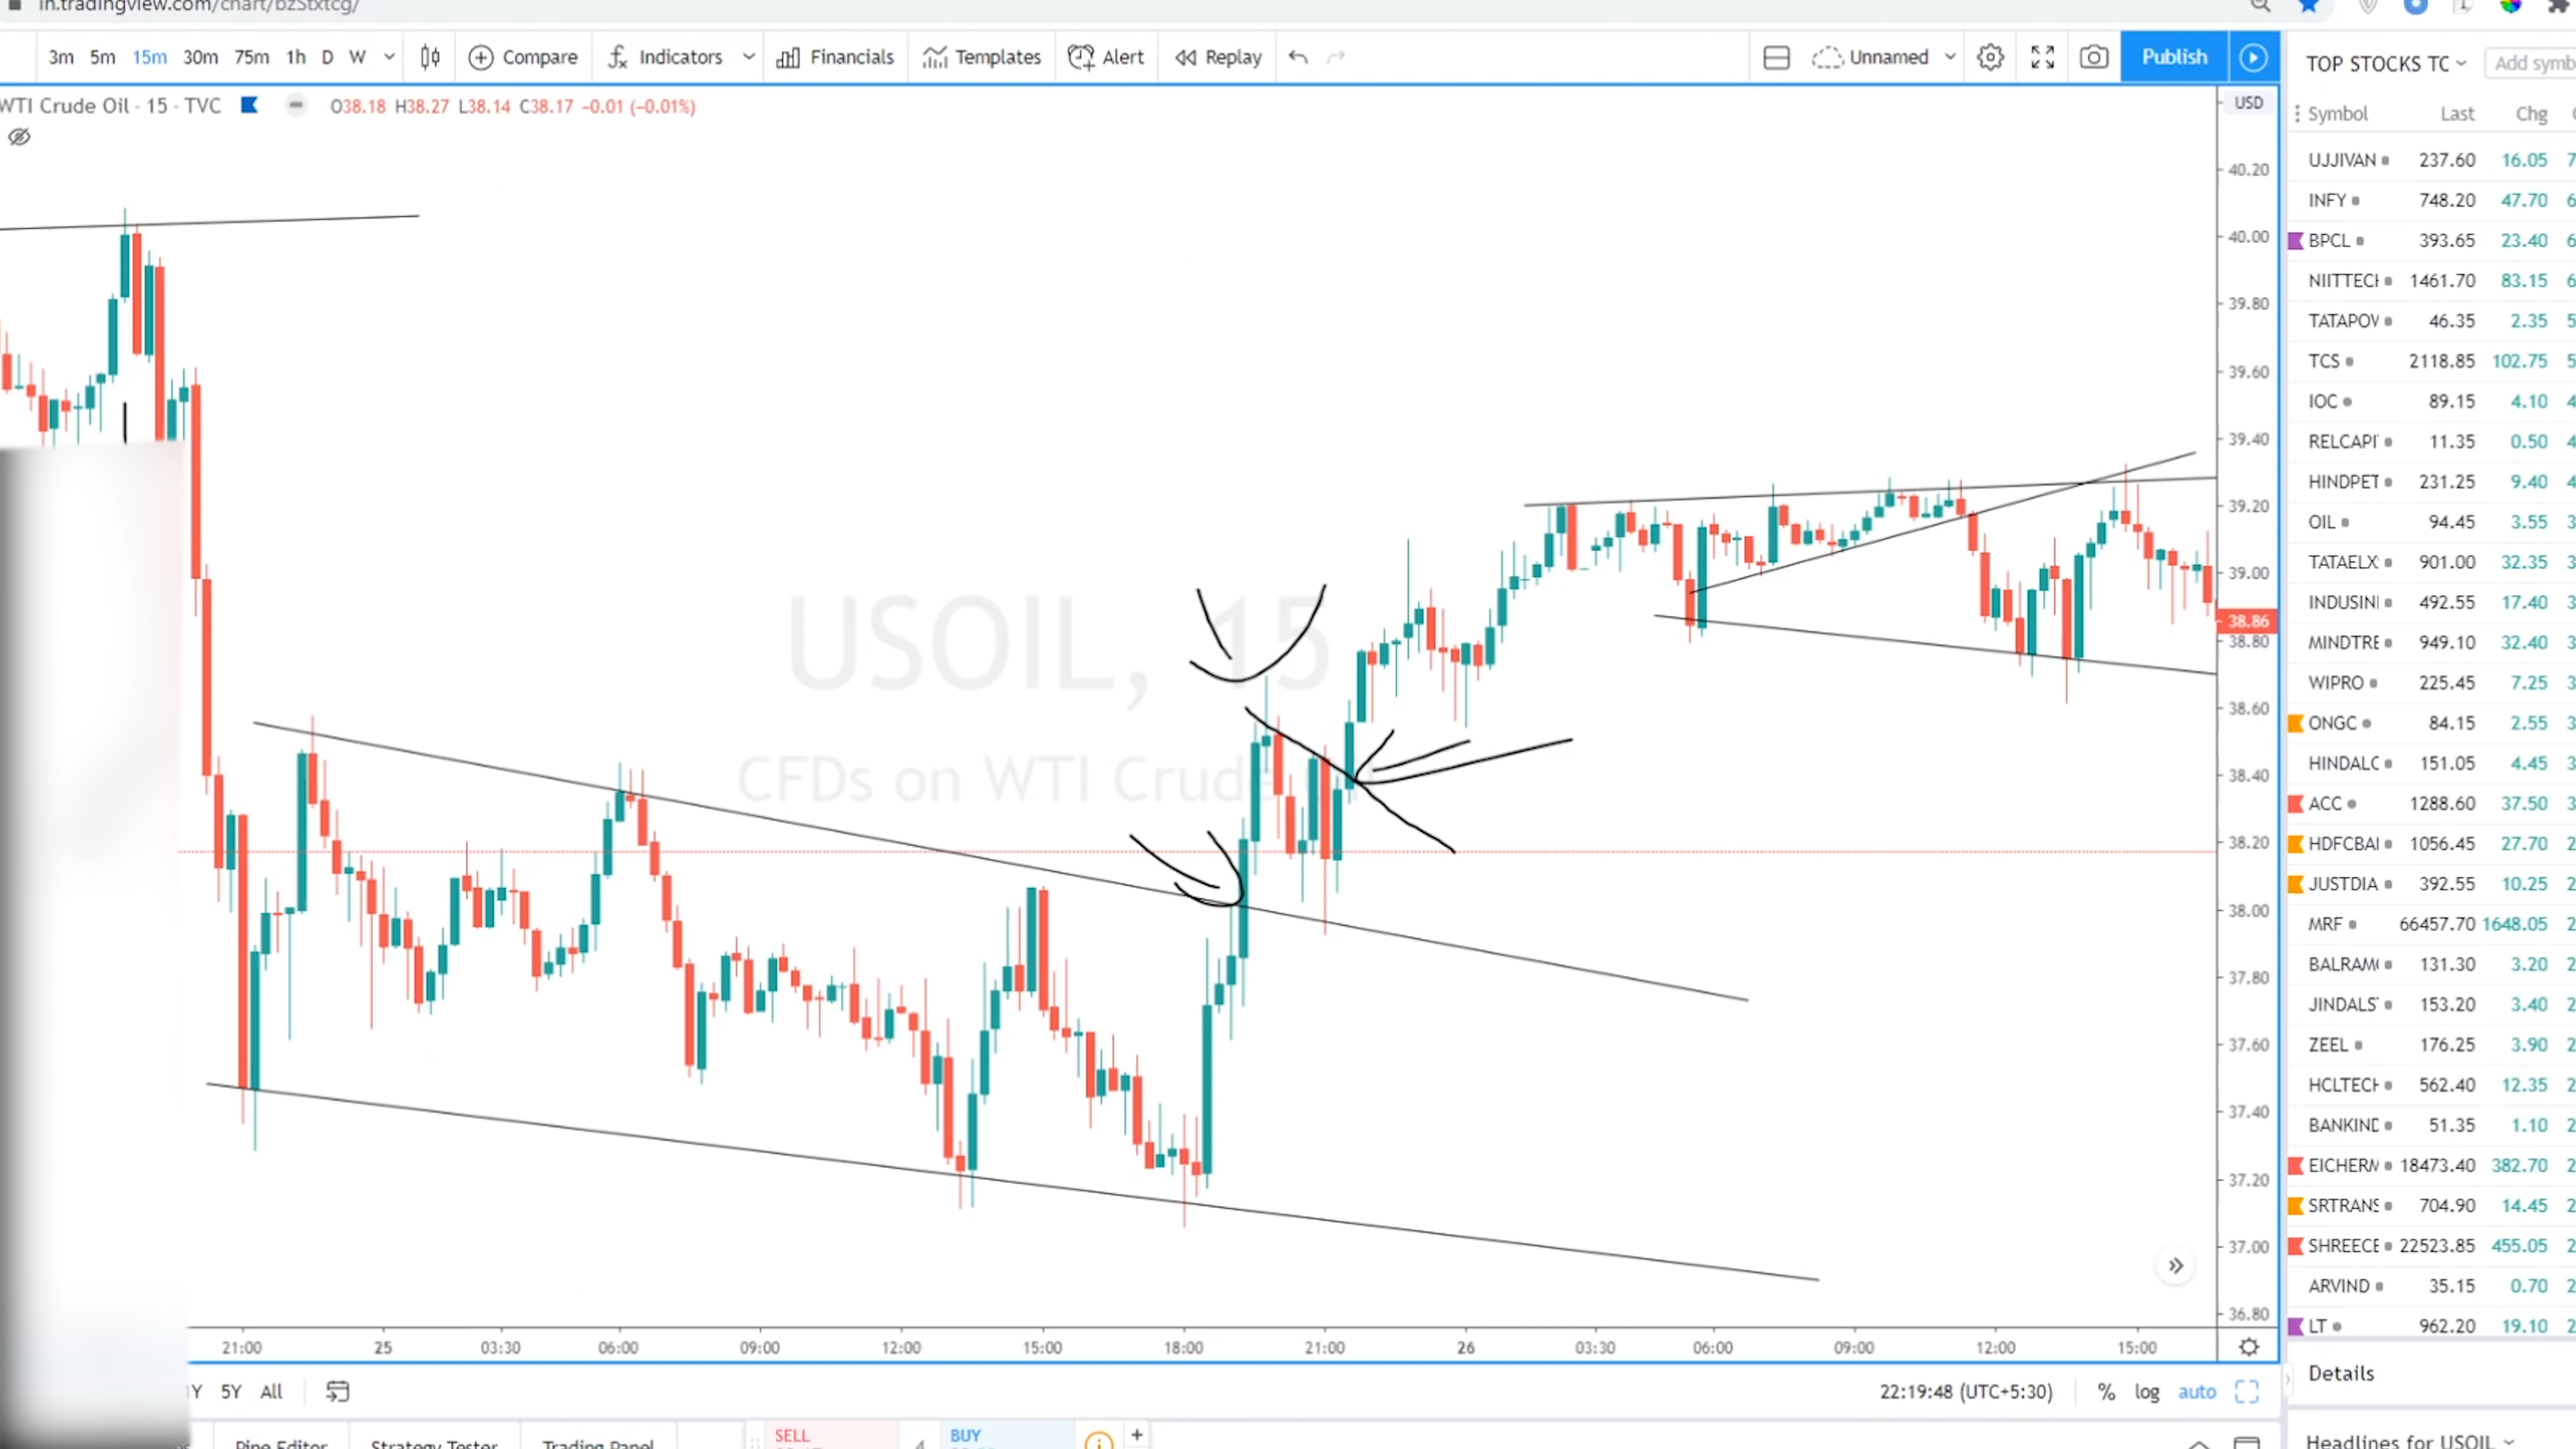 in.tradingview.com/chart/bzStxtcg/
3m 5m 15m 30m 75m 1h D W Compare Indicators Financials Templates Alert Replay Unnamed Publish
WTI Crude Oil · 15 · TVC O38.18 H38.27 L38.14 C38.17 −0.01 (−0.01%)
USOIL, 15
CFDs on WTI Crude
USD
40.20
40.00
39.80
39.60
39.40
39.20
39.00
38.86
38.80
38.60
38.40
38.20
38.00
37.80
37.60
37.40
37.20
37.00
36.80
21:00 25 03:30 06:00 09:00 12:00 15:00 18:00 21:00 26 03:30 06:00 09:00 12:00 15:00
5Y All 22:19:48 (UTC+5:30) % log auto
Pine Editor Strategy Tester Trading Panel SELL BUY
TOP STOCKS TC Add symb
Symbol Last Chg
UJJIVAN 237.60 16.05
INFY 748.20 47.70
BPCL 393.65 23.40
NIITTECH 1461.70 83.15
TATAPOW 46.35 2.35
TCS 2118.85 102.75
IOC 89.15 4.10
RELCAPI 11.35 0.50
HINDPET 231.25 9.40
OIL 94.45 3.55
TATAELX 901.00 32.35
INDUSIN 492.55 17.40
MINDTRE 949.10 32.40
WIPRO 225.45 7.25
ONGC 84.15 2.55
HINDALC 151.05 4.45
ACC 1288.60 37.50
HDFCBAI 1056.45 27.70
JUSTDIA 392.55 10.25
MRF 66457.70 1648.05
BALRAM 131.30 3.20
JINDALS 153.20 3.40
ZEEL 176.25 3.90
HCLTECH 562.40 12.35
BANKIND 51.35 1.10
EICHERM 18473.40 382.70
SRTRANS 704.90 14.45
SHREECE 22523.85 455.05
ARVIND 35.15 0.70
LT 962.20 19.10
Details
Headlines for USOIL